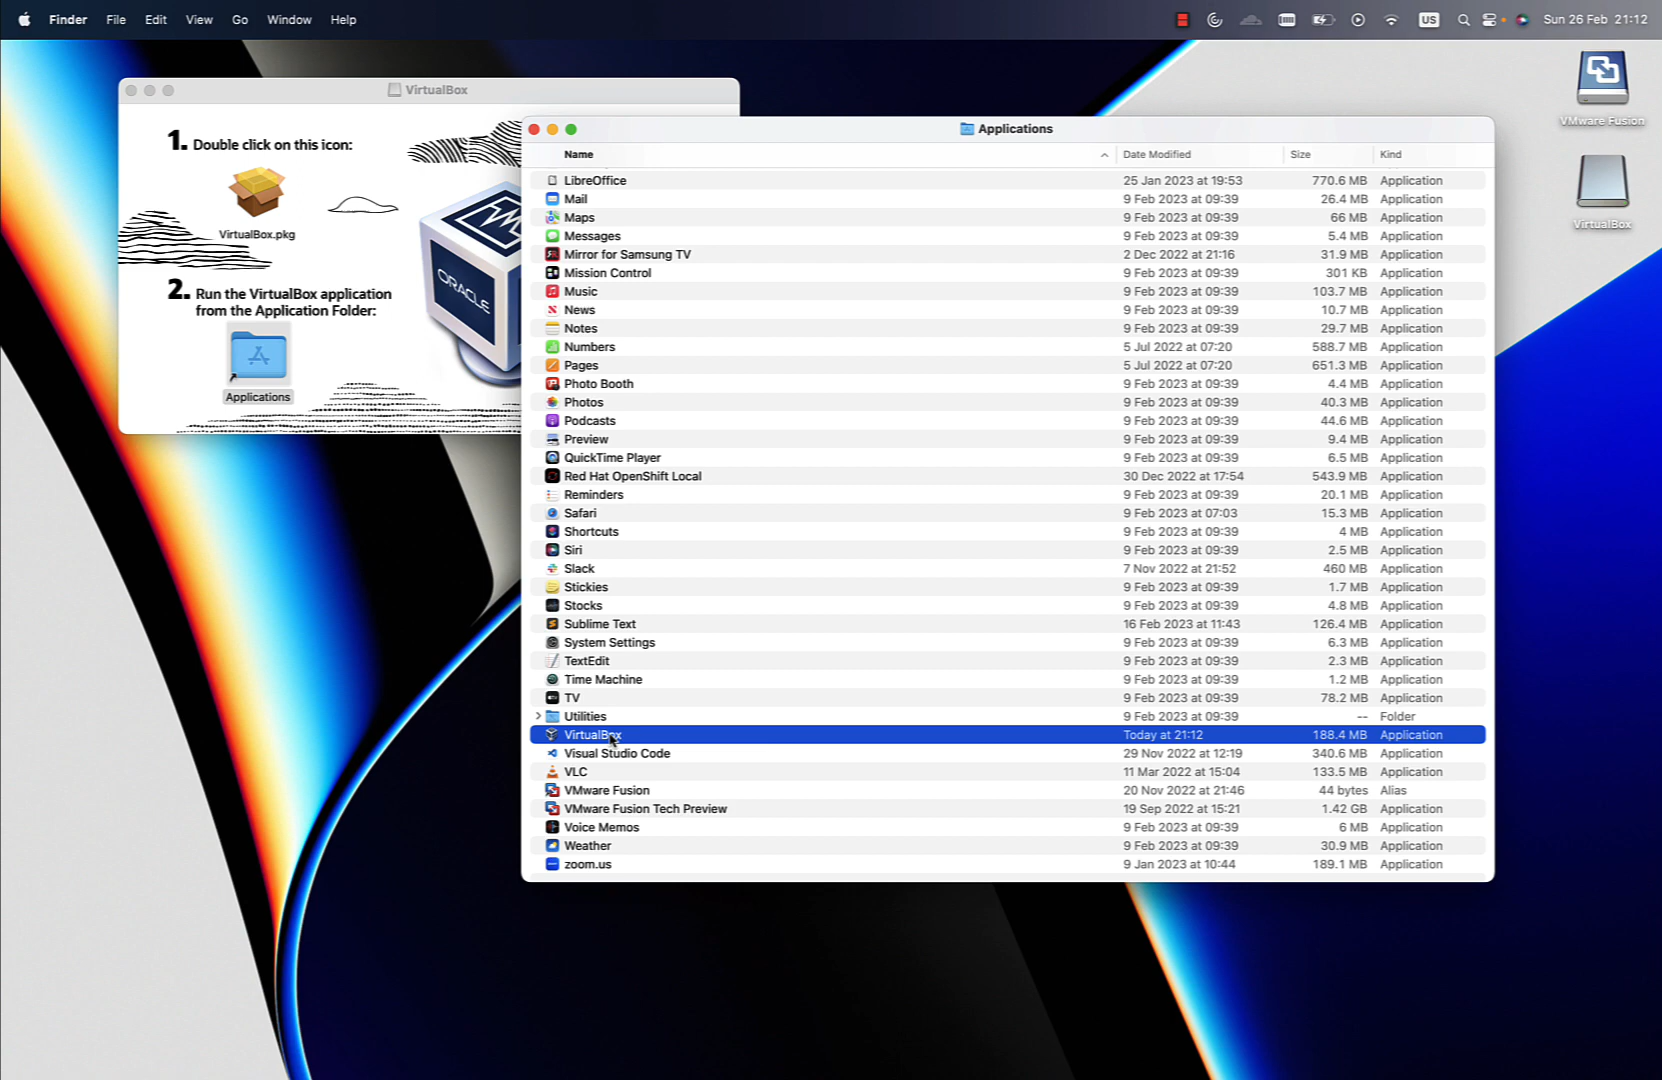 Finder File Edit View Go Window Help US Sun 26 Feb 21:12
VirtualBox
1. Double click on this icon:
VirtualBox.pkg
2. Run the VirtualBox application
from the Application Folder:
Applications
ORACLE
VMware Fusion
VirtualBox
Applications
Name Date Modified Size Kind
LibreOffice 25 Jan 2023 at 19:53 770.6 MB Application
Mail 9 Feb 2023 at 09:39 26.4 MB Application
Maps 9 Feb 2023 at 09:39 66 MB Application
Messages 9 Feb 2023 at 09:39 5.4 MB Application
Mirror for Samsung TV 2 Dec 2022 at 21:16 31.9 MB Application
Mission Control 9 Feb 2023 at 09:39 301 KB Application
Music 9 Feb 2023 at 09:39 103.7 MB Application
News 9 Feb 2023 at 09:39 10.7 MB Application
Notes 9 Feb 2023 at 09:39 29.7 MB Application
Numbers 5 Jul 2022 at 07:20 588.7 MB Application
Pages 5 Jul 2022 at 07:20 651.3 MB Application
Photo Booth 9 Feb 2023 at 09:39 4.4 MB Application
Photos 9 Feb 2023 at 09:39 40.3 MB Application
Podcasts 9 Feb 2023 at 09:39 44.6 MB Application
Preview 9 Feb 2023 at 09:39 9.4 MB Application
QuickTime Player 9 Feb 2023 at 09:39 6.5 MB Application
Red Hat OpenShift Local 30 Dec 2022 at 17:54 543.9 MB Application
Reminders 9 Feb 2023 at 09:39 20.1 MB Application
Safari 9 Feb 2023 at 07:03 15.3 MB Application
Shortcuts 9 Feb 2023 at 09:39 4 MB Application
Siri 9 Feb 2023 at 09:39 2.5 MB Application
Slack 7 Nov 2022 at 21:52 460 MB Application
Stickies 9 Feb 2023 at 09:39 1.7 MB Application
Stocks 9 Feb 2023 at 09:39 4.8 MB Application
Sublime Text 16 Feb 2023 at 11:43 126.4 MB Application
System Settings 9 Feb 2023 at 09:39 6.3 MB Application
TextEdit 9 Feb 2023 at 09:39 2.3 MB Application
Time Machine 9 Feb 2023 at 09:39 1.2 MB Application
TV 9 Feb 2023 at 09:39 78.2 MB Application
Utilities 9 Feb 2023 at 09:39 -- Folder
VirtualBox Today at 21:12 188.4 MB Application
Visual Studio Code 29 Nov 2022 at 12:19 340.6 MB Application
VLC 11 Mar 2022 at 15:04 133.5 MB Application
VMware Fusion 20 Nov 2022 at 21:46 44 bytes Alias
VMware Fusion Tech Preview 19 Sep 2022 at 15:21 1.42 GB Application
Voice Memos 9 Feb 2023 at 09:39 6 MB Application
Weather 9 Feb 2023 at 09:39 30.9 MB Application
zoom.us 9 Jan 2023 at 10:44 189.1 MB Application